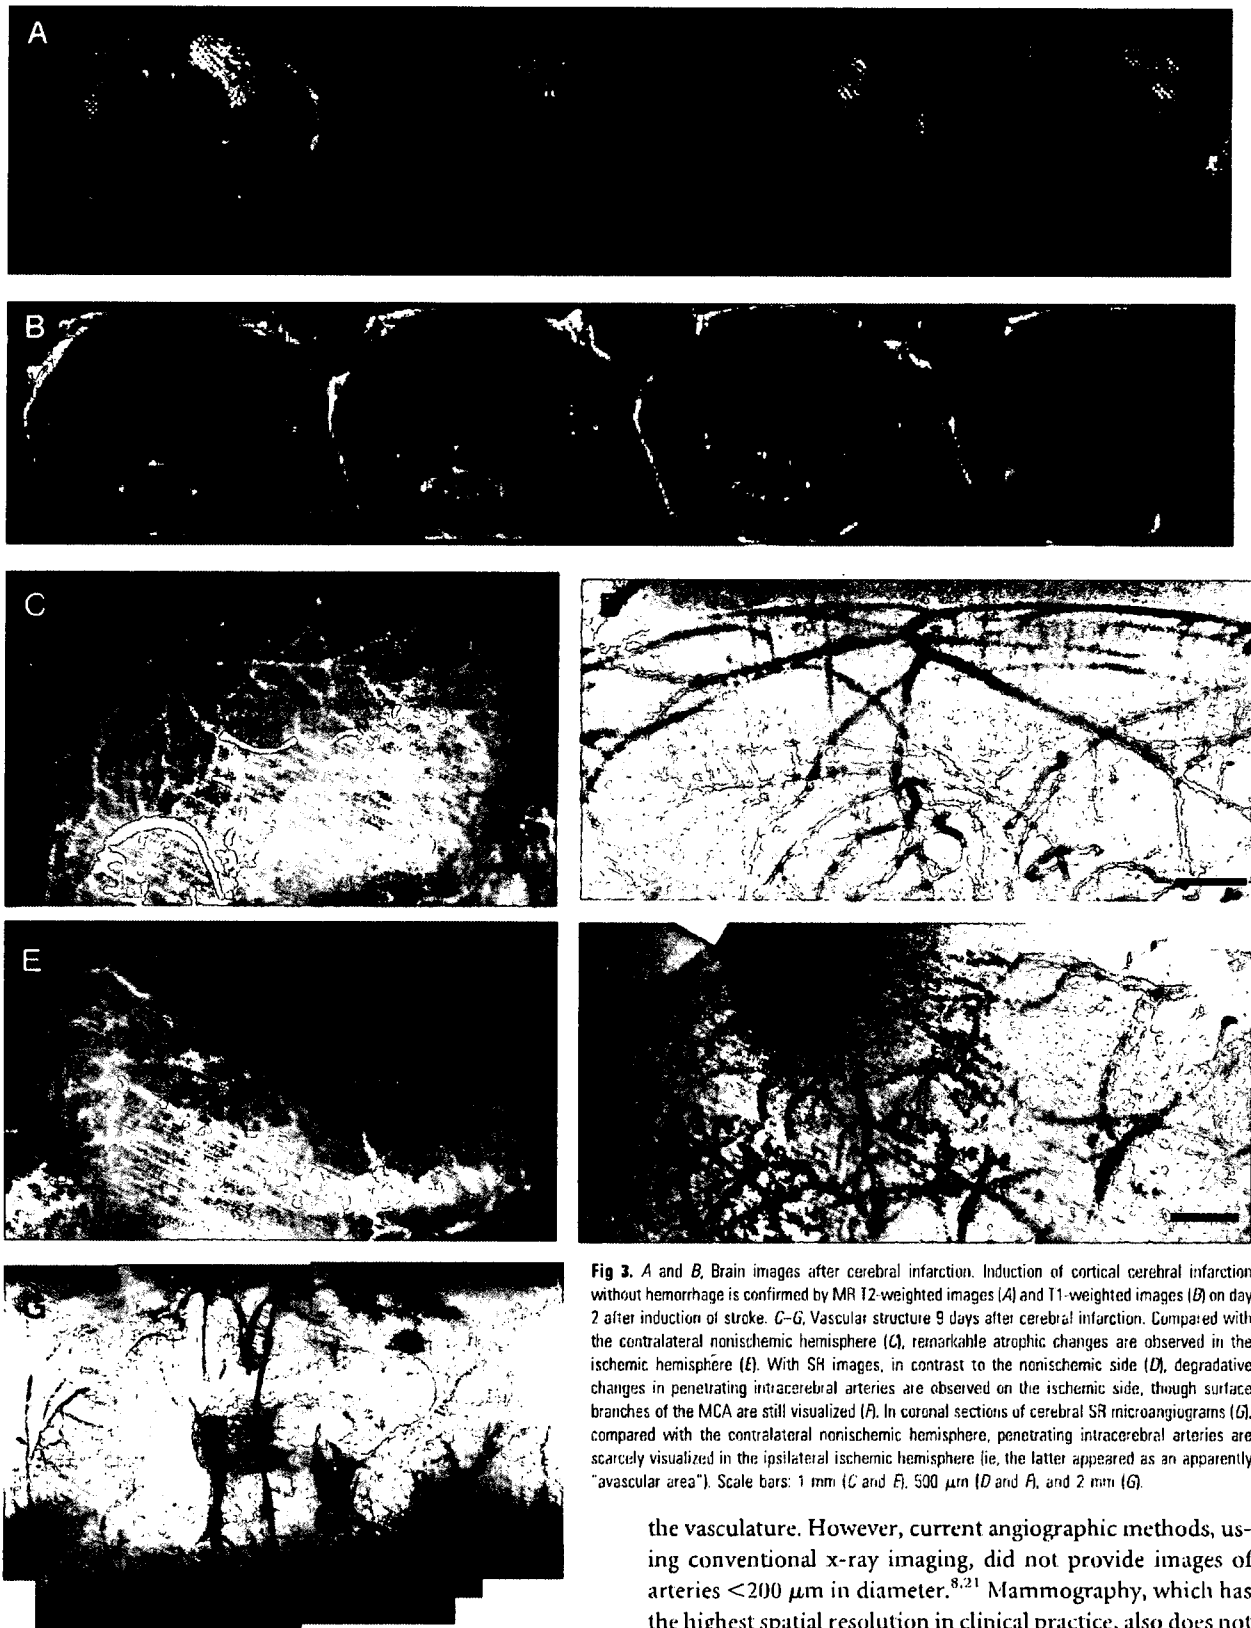 A
B
C
E
G
Fig 3. A and B, Brain images after cerebral infarction. Induction of cortical cerebral infarction
without hemorrhage is confirmed by MR T2-weighted images (A) and T1-weighted images (B) on day
2 after induction of stroke. C–G, Vascular structure 9 days after cerebral infarction. Compared with
the contralateral nonischemic hemisphere (C), remarkable atrophic changes are observed in the
ischemic hemisphere (E). With SR images, in contrast to the nonischemic side (D), degradative
changes in penetrating intracerebral arteries are observed on the ischemic side, though surface
branches of the MCA are still visualized (F). In coronal sections of cerebral SR microangiograms (G),
compared with the contralateral nonischemic hemisphere, penetrating intracerebral arteries are
scarcely visualized in the ipsilateral ischemic hemisphere (ie, the latter appeared as an apparently
"avascular area"). Scale bars: 1 mm (C and E), 500 μm (D and F), and 2 mm (G).
the vasculature. However, current angiographic methods, us-
ing conventional x-ray imaging, did not provide images of
arteries <200 μm in diameter.8,21 Mammography, which has
the highest spatial resolution in clinical practice, also does not